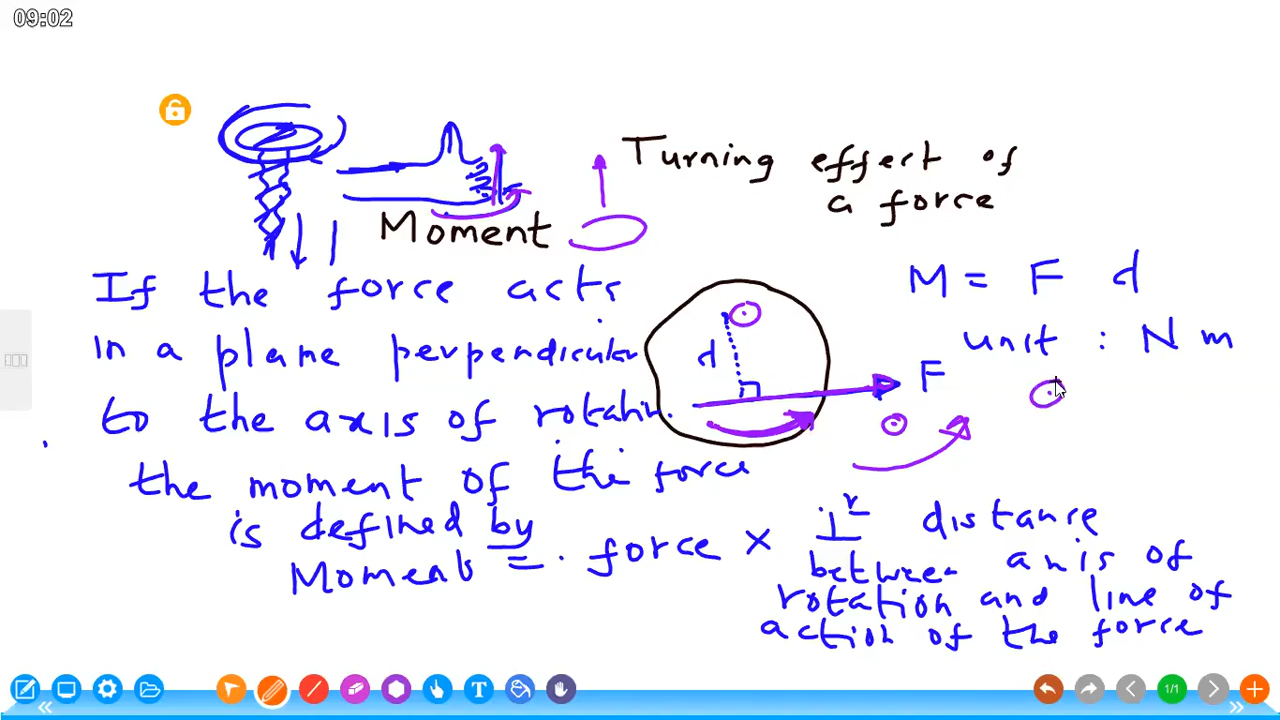 09:02
Turning effect of
a force
Moment
If the force acts
in a plane perpendicular
to the axis of rotation.
the moment of the force
is defined by
Moment = force × ⊥r distance
between axis of
rotation and line of
action of the force
M = F d
unit : N m
d
F
1/1